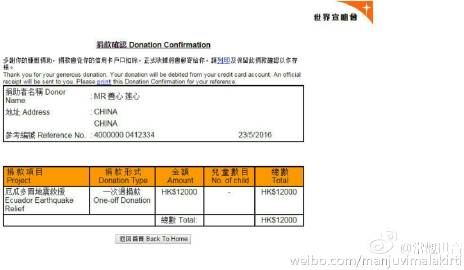 世界宣明會
捐款確認 Donation Confirmation
多謝你的慷慨捐助，捐款會從你的信用卡戶口扣除，正式收據將會郵寄給你，請列印及保留此捐款確認以作存
根。
Thank you for your generous donation. Your donation will be debited from your credit card account. An official
receipt will be sent to you. Please print this Donation Confirmation for your reference.
捐助者名稱 Donor : MR 善心 蓮心
Name
地址 Address : CHINA
CHINA
參考編號 Reference No. : 4000000 0412334 23/5/2016
捐款項目 捐款形式 金額 兒童數目 總數
Project Donation Type Amount No. of child Total
厄瓜多爾地震救援 一次過捐款 HK$12000 - HK$12000
Ecuador Earthquake One-off Donation
Relief
總數 Total: HK$12000
返回首頁 Back To Home
weibo.com/manjuvimalakirti